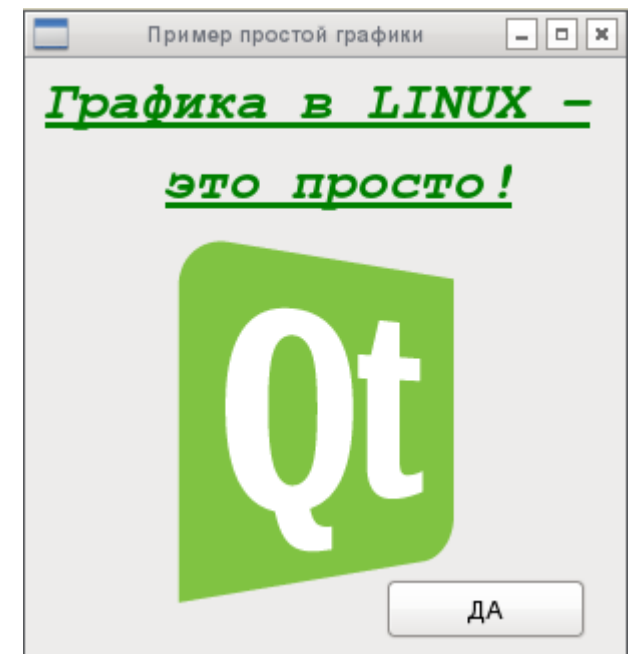 Пример простой графики
Графика в LINUX –
это просто!
Qt
ДА